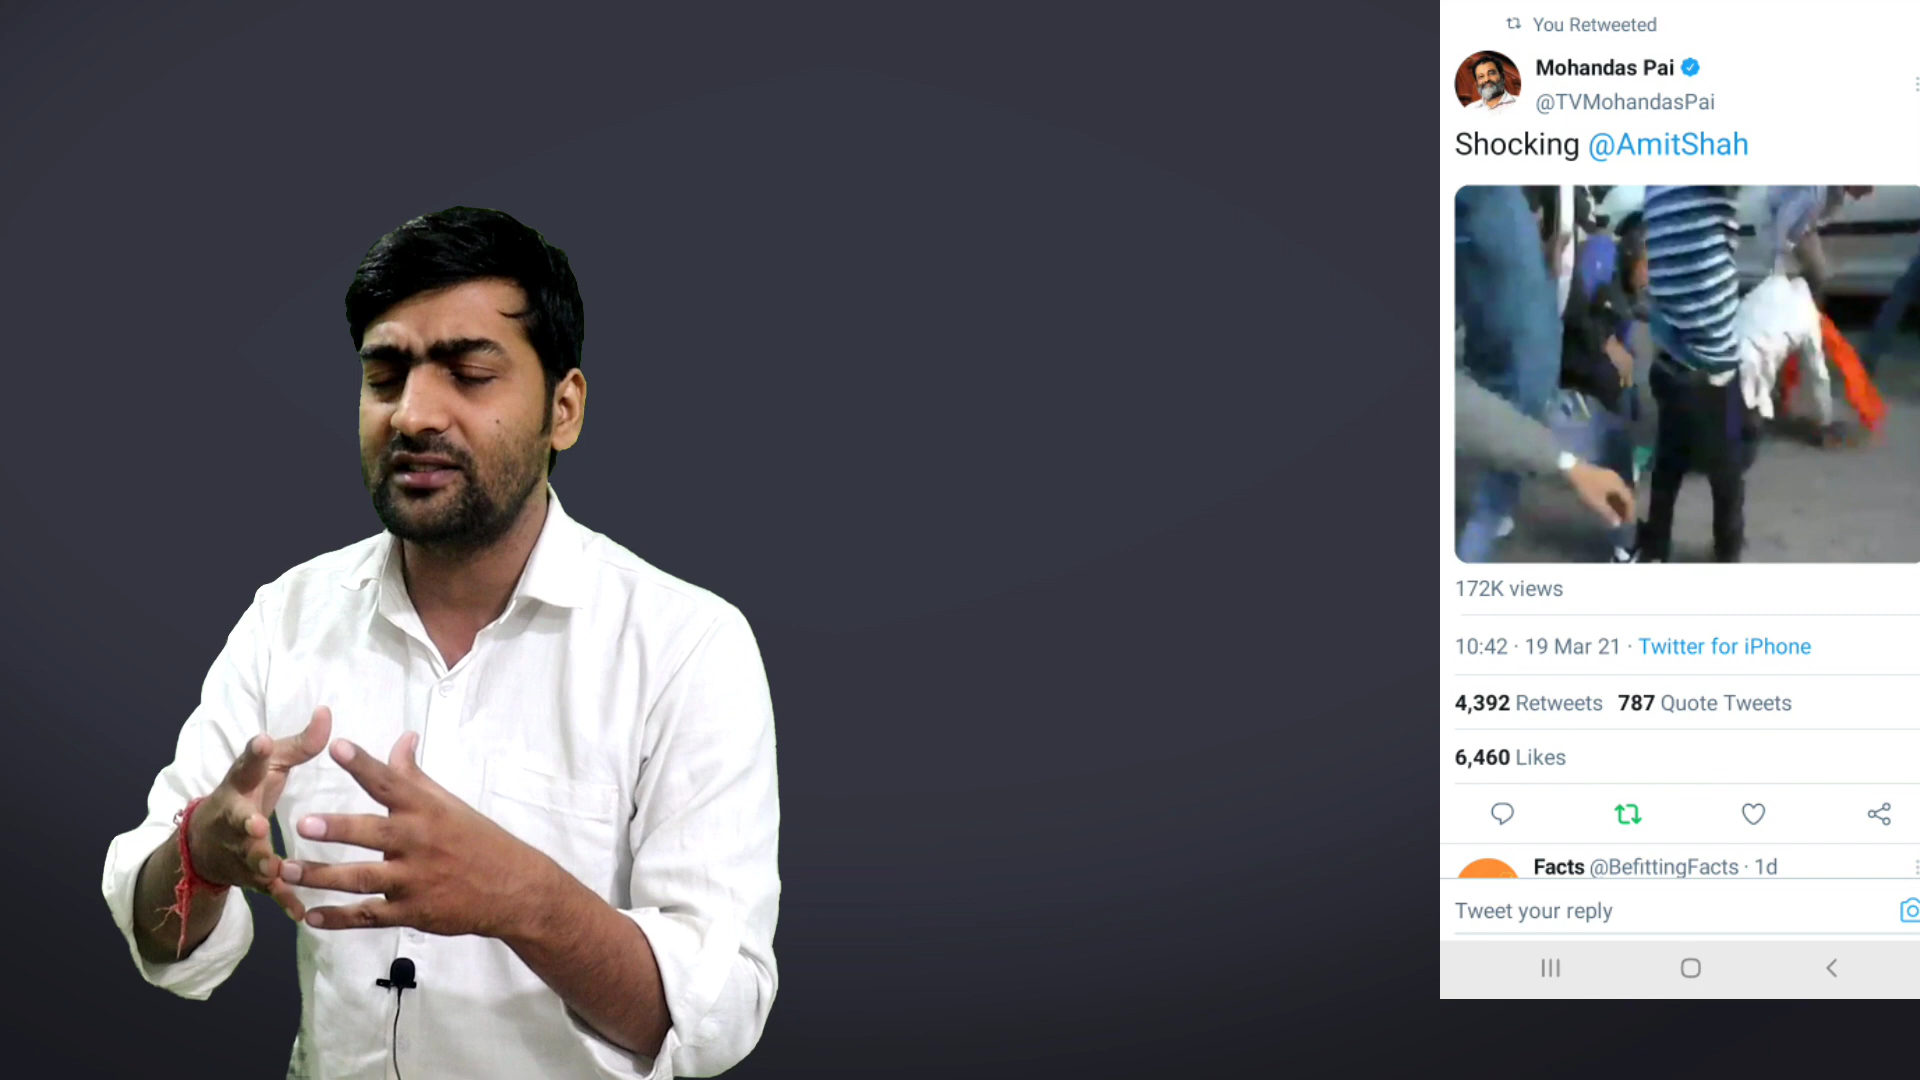 You Retweeted
Mohandas Pai
@TVMohandasPai
Shocking @AmitShah
172K views
10:42 · 19 Mar 21 · Twitter for iPhone
4,392 Retweets 787 Quote Tweets
6,460 Likes
Facts @BefittingFacts · 1d
Tweet your reply